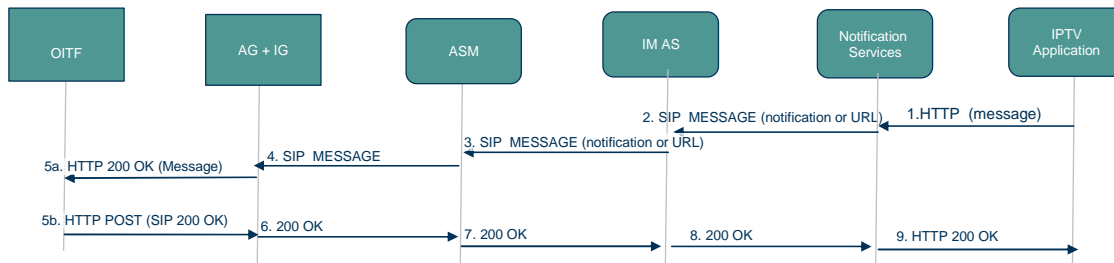 OITF
AG + IG
ASM
IM AS
Notification
Services
IPTV
Application
1.HTTP (message)
2. SIP MESSAGE (notification or URL)
3. SIP MESSAGE (notification or URL)
4. SIP MESSAGE
5a. HTTP 200 OK (Message)
5b. HTTP POST (SIP 200 OK)
6. 200 OK
7. 200 OK
8. 200 OK
9. HTTP 200 OK